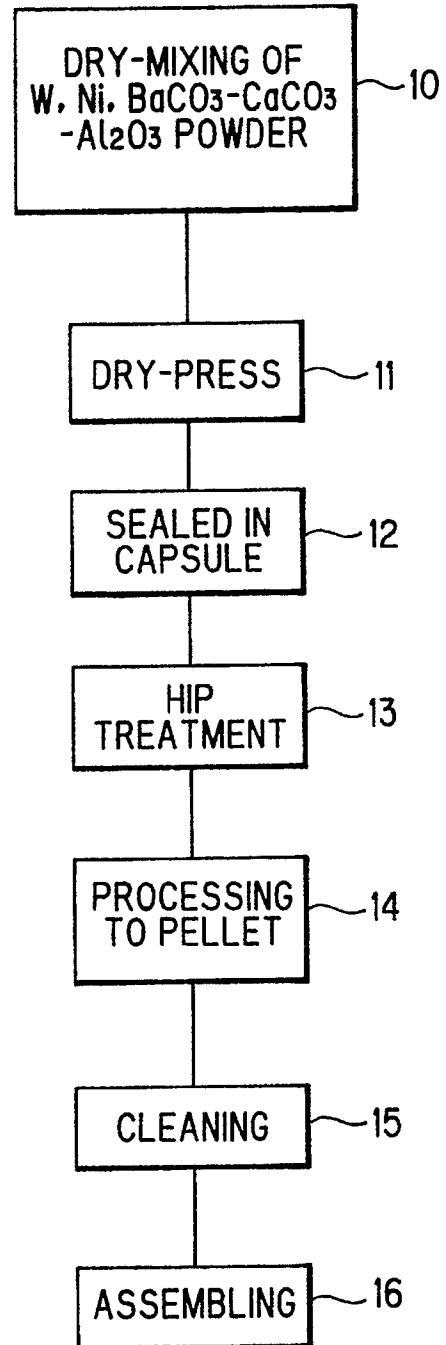 DRY-MIXING OF
W, Ni, BaCO3-CaCO3
-Al2O3 POWDER
10
DRY-PRESS
11
SEALED IN
CAPSULE
12
HIP
TREATMENT
13
PROCESSING
TO PELLET
14
CLEANING
15
ASSEMBLING
16